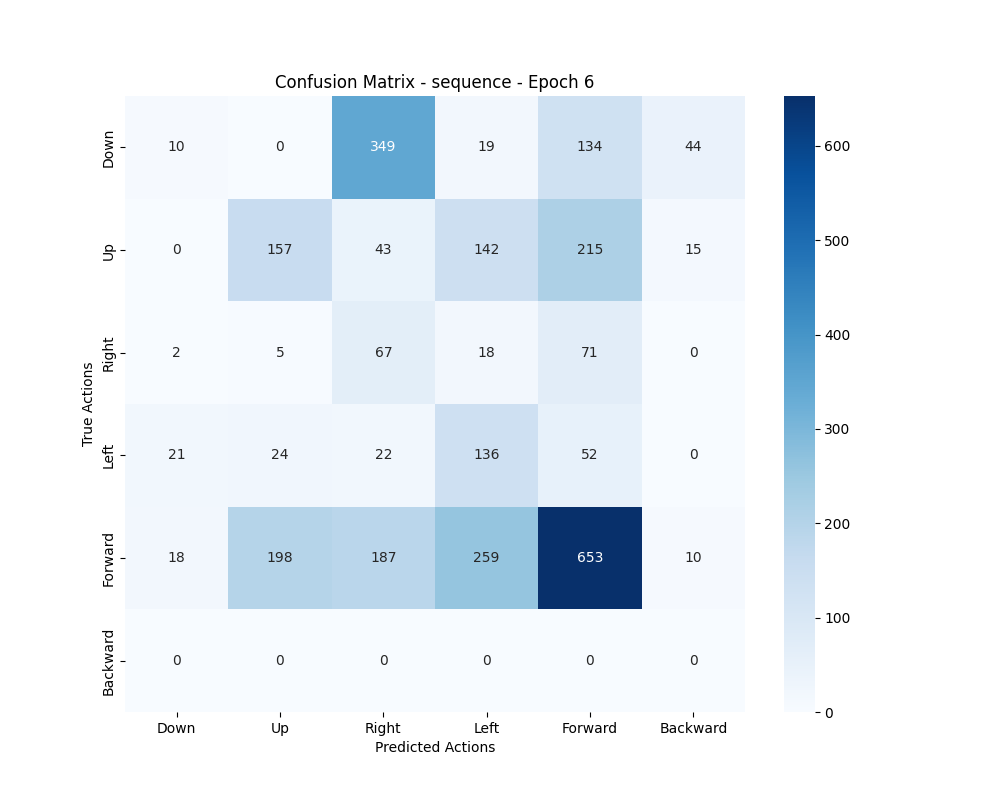 Confusion Matrix - sequence - Epoch 6
True Actions
Down 10 0 349 19 134 44
Up 0 157 43 142 215 15
Right 2 5 67 18 71 0
Left 21 24 22 136 52 0
Forward 18 198 187 259 653 10
Backward 0 0 0 0 0 0
Down Up Right Left Forward Backward
Predicted Actions
600
500
400
300
200
100
0